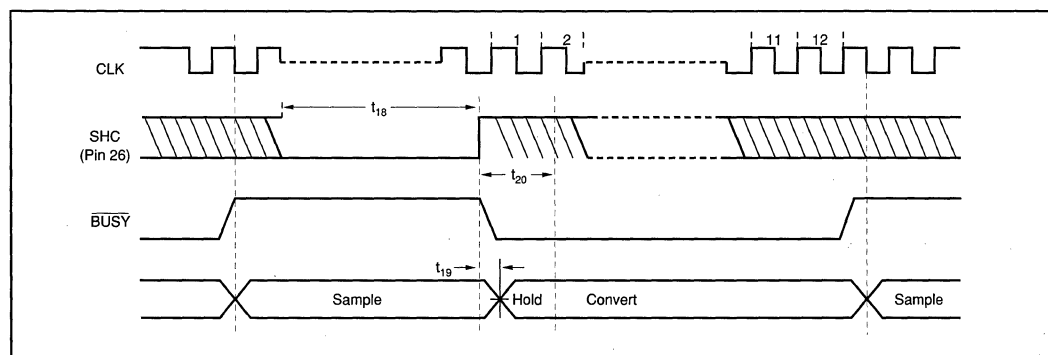 1 2 11 12
CLK
t18
SHC
(Pin 26)
t20
BUSY
t19
Sample Hold Convert Sample